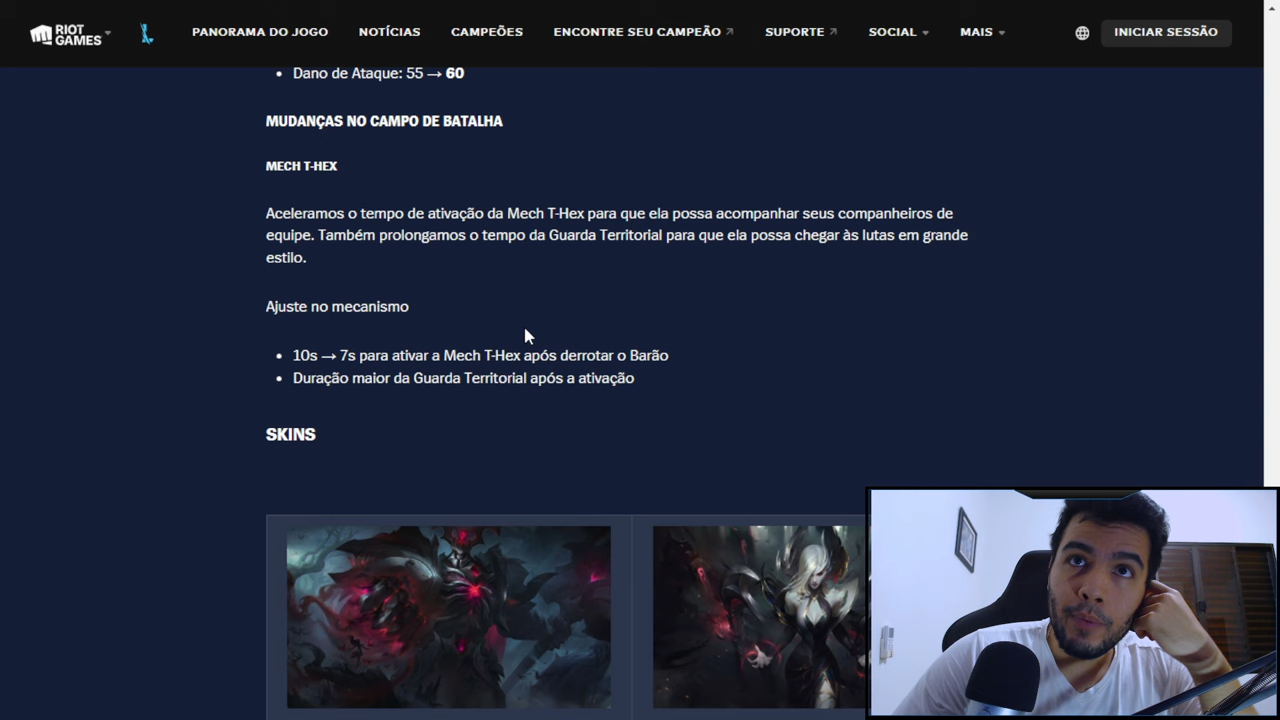 RIOT
GAMES
PANORAMA DO JOGO
NOTÍCIAS
CAMPEÕES
ENCONTRE SEU CAMPEÃO
SUPORTE
SOCIAL
MAIS
INICIAR SESSÃO
• Dano de Ataque: 55 → 60
MUDANÇAS NO CAMPO DE BATALHA
MECH T-HEX
Aceleramos o tempo de ativação da Mech T-Hex para que ela possa acompanhar seus companheiros de
equipe. Também prolongamos o tempo da Guarda Territorial para que ela possa chegar às lutas em grande
estilo.
Ajuste no mecanismo
• 10s → 7s para ativar a Mech T-Hex após derrotar o Barão
• Duração maior da Guarda Territorial após a ativação
SKINS